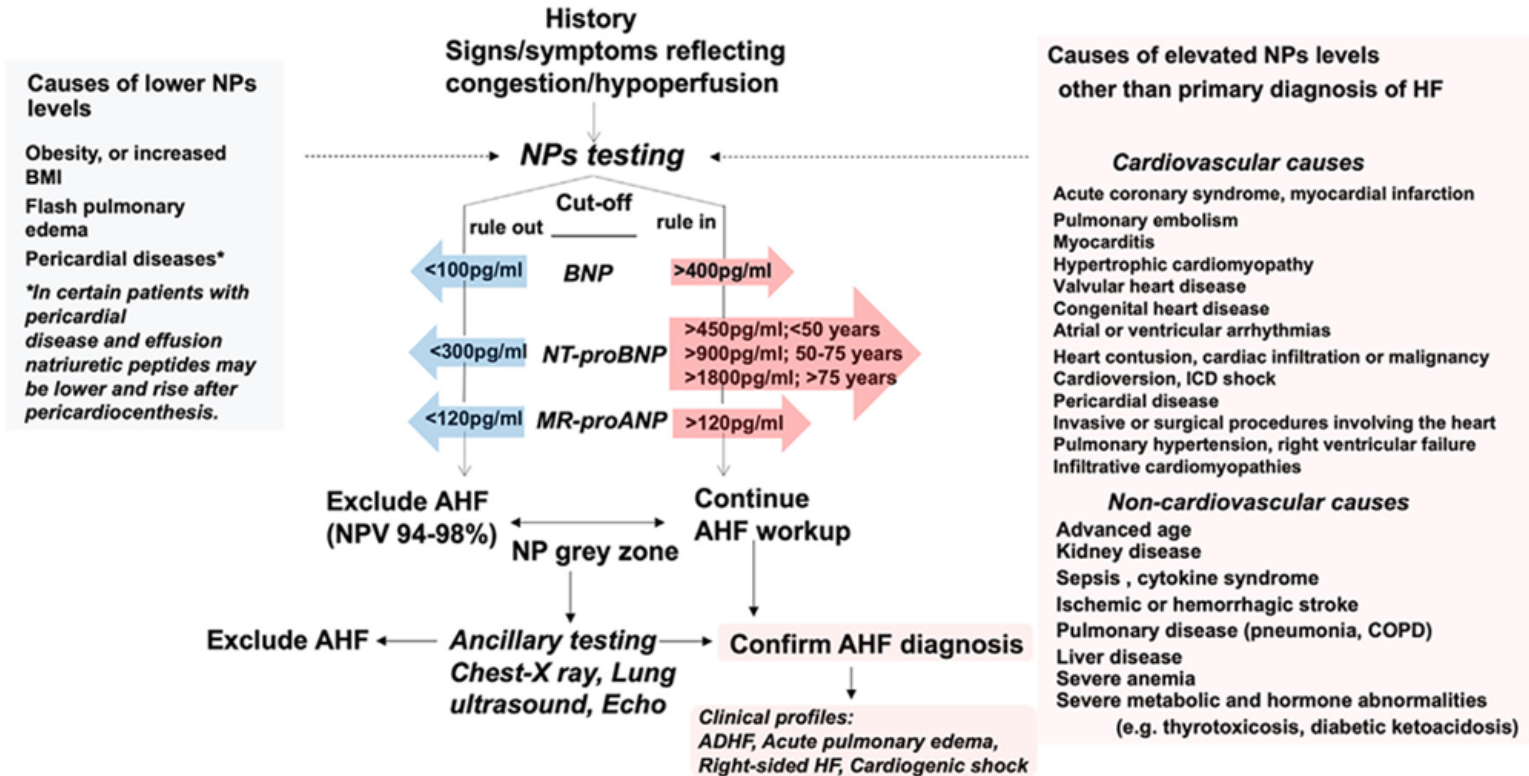 History
Signs/symptoms reflecting
congestion/hypoperfusion
Causes of lower NPs
levels
Obesity, or increased
BMI
Flash pulmonary
edema
Pericardial diseases*
*In certain patients with
pericardial
disease and effusion
natriuretic peptides may
be lower and rise after
pericardiocenthesis.
NPs testing
Cut-off
rule out
rule in
<100pg/ml
BNP
>400pg/ml
<300pg/ml
NT-proBNP
>450pg/ml;<50 years
>900pg/ml; 50-75 years
>1800pg/ml; >75 years
<120pg/ml
MR-proANP
>120pg/ml
Exclude AHF
(NPV 94-98%)
NP grey zone
Continue
AHF workup
Exclude AHF
Ancillary testing
Chest-X ray, Lung
ultrasound, Echo
Confirm AHF diagnosis
Clinical profiles:
ADHF, Acute pulmonary edema,
Right-sided HF, Cardiogenic shock
Causes of elevated NPs levels
other than primary diagnosis of HF
Cardiovascular causes
Acute coronary syndrome, myocardial infarction
Pulmonary embolism
Myocarditis
Hypertrophic cardiomyopathy
Valvular heart disease
Congenital heart disease
Atrial or ventricular arrhythmias
Heart contusion, cardiac infiltration or malignancy
Cardioversion, ICD shock
Pericardial disease
Invasive or surgical procedures involving the heart
Pulmonary hypertension, right ventricular failure
Infiltrative cardiomyopathies
Non-cardiovascular causes
Advanced age
Kidney disease
Sepsis , cytokine syndrome
Ischemic or hemorrhagic stroke
Pulmonary disease (pneumonia, COPD)
Liver disease
Severe anemia
Severe metabolic and hormone abnormalities
(e.g. thyrotoxicosis, diabetic ketoacidosis)